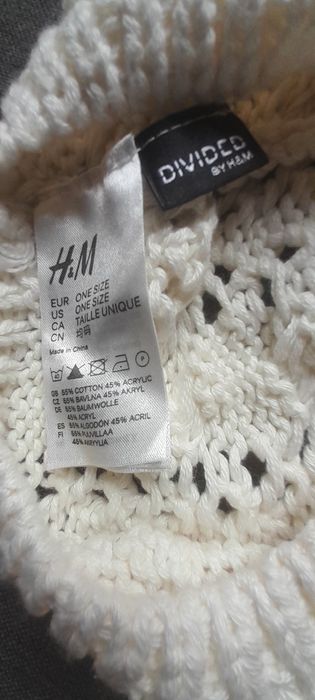 DIVIDED
BY H&M
H&M
EUR ONE SIZE
US ONE SIZE
CA TAILLE UNIQUE
CN 均码
Made in China
GB 55% COTTON 45% ACRYLIC
CZ 55% BAVLNA 45% AKRYL
DE 55% BAUMWOLLE
45% ACRYL
ES 55% ALGODÓN 45% ACRIL
FI 55% PUUVILLAA
45% AKRYYLIA